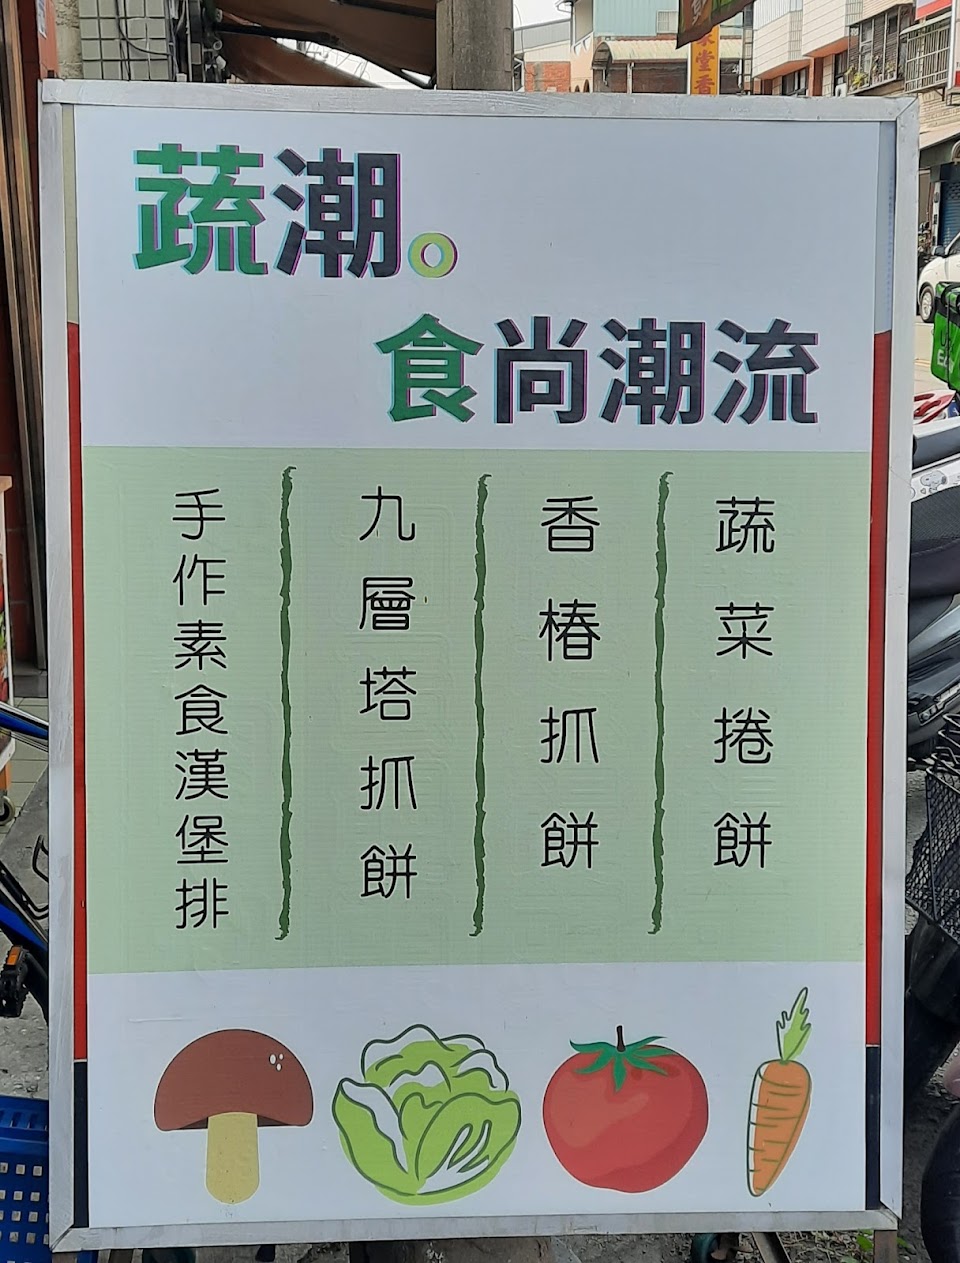 蔬潮。
食尚潮流
蔬菜捲餅
香椿抓餅
九層塔抓餅
手作素食漢堡排